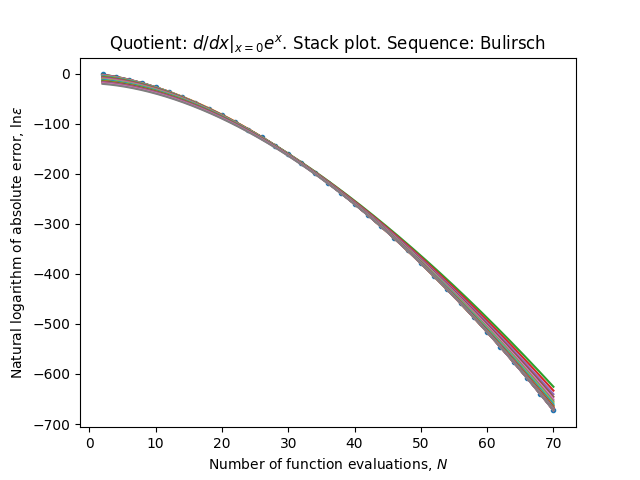 Quotient: d/dx|ₓ₌₀eˣ. Stack plot. Sequence: Bulirsch
Natural logarithm of absolute error, lnε
0
−100
−200
−300
−400
−500
−600
−700
0 10 20 30 40 50 60 70
Number of function evaluations, N